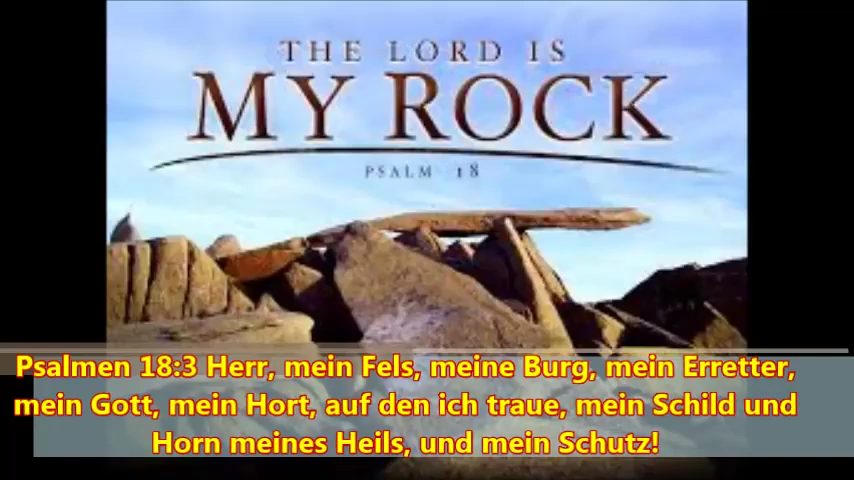 THE LORD IS
MY ROCK
PSALM 18
Psalmen 18:3 Herr, mein Fels, meine Burg, mein Erretter,
mein Gott, mein Hort, auf den ich traue, mein Schild und
Horn meines Heils, und mein Schutz!